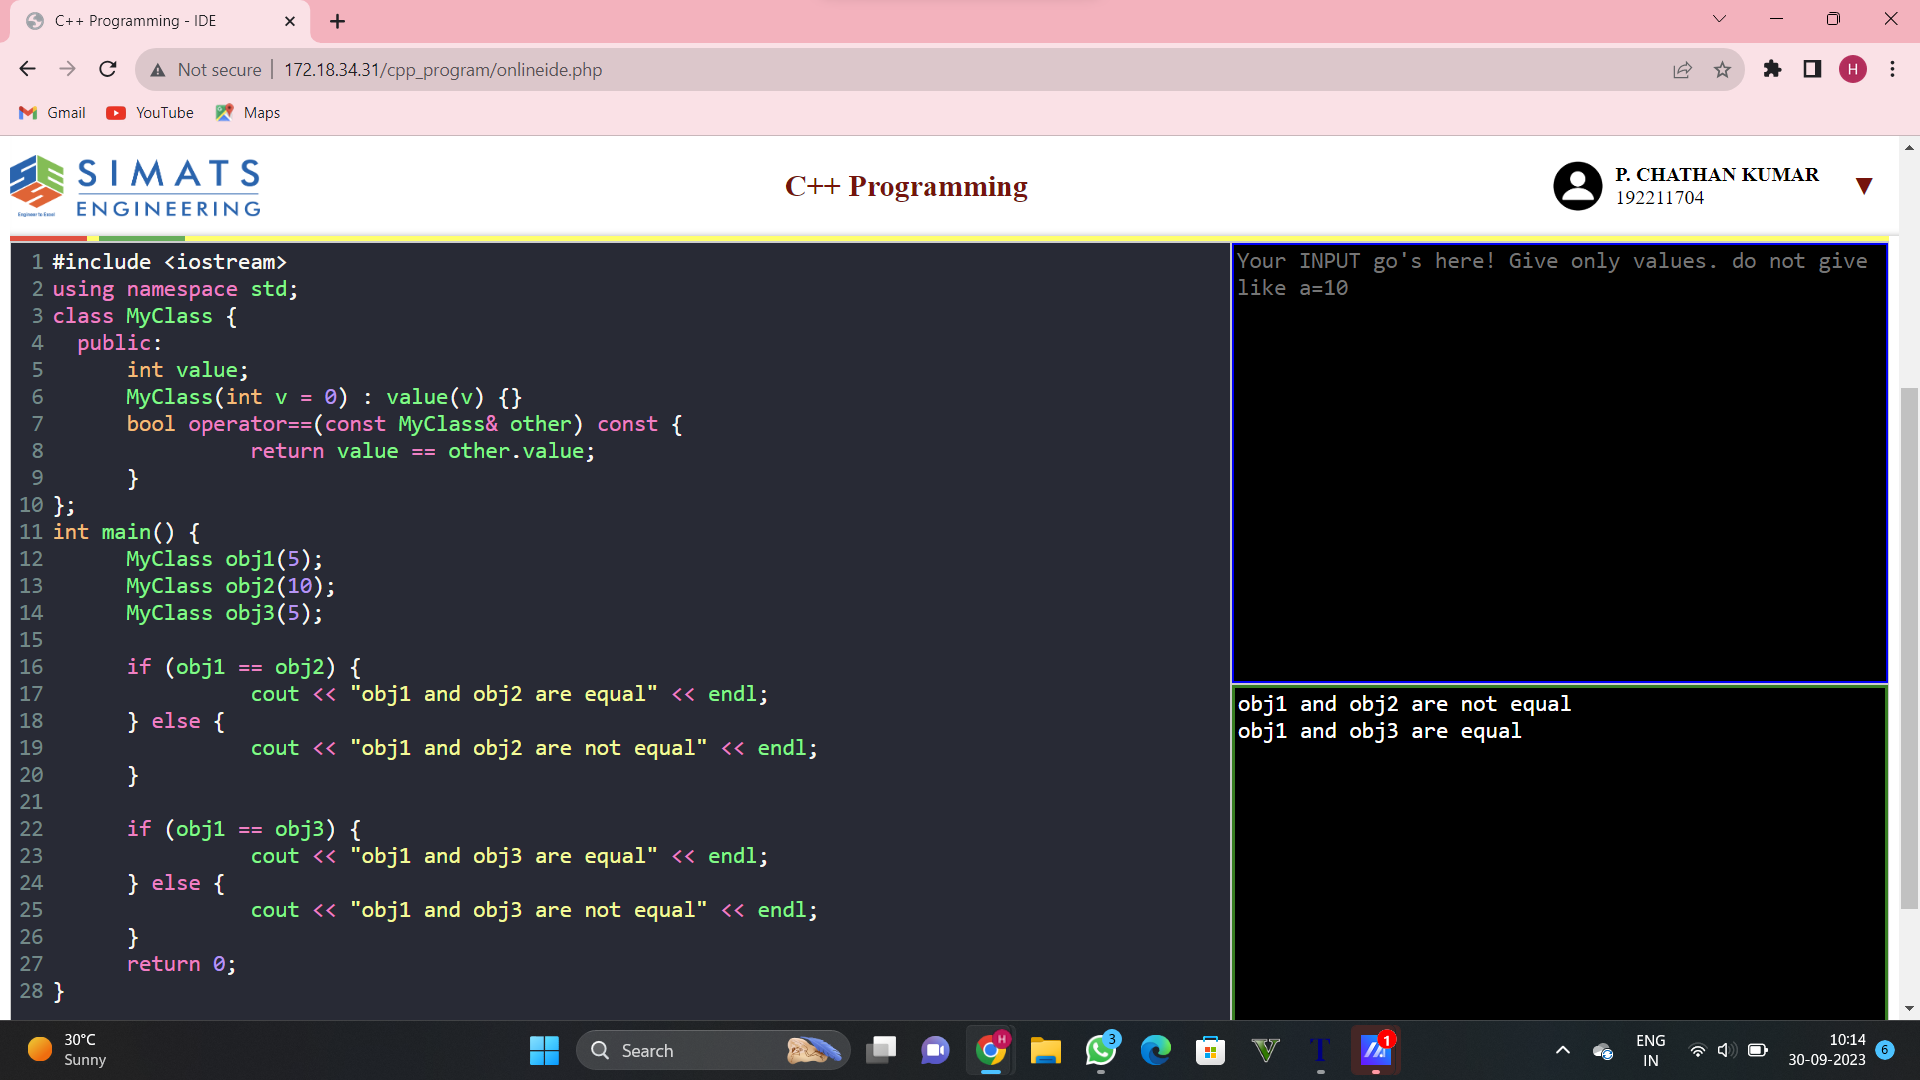 C++ Programming - IDE
Not secure | 172.18.34.31/cpp_program/onlineide.php
H
Gmail YouTube Maps
SIMATS
ENGINEERING
Engineer to Excel
C++ Programming
P. CHATHAN KUMAR
192211704
1 #include <iostream>
2 using namespace std;
3 class MyClass {
4 public:
5 int value;
6 MyClass(int v = 0) : value(v) {}
7 bool operator==(const MyClass& other) const {
8 return value == other.value;
9 }
10 };
11 int main() {
12 MyClass obj1(5);
13 MyClass obj2(10);
14 MyClass obj3(5);
15
16 if (obj1 == obj2) {
17 cout << "obj1 and obj2 are equal" << endl;
18 } else {
19 cout << "obj1 and obj2 are not equal" << endl;
20 }
21
22 if (obj1 == obj3) {
23 cout << "obj1 and obj3 are equal" << endl;
24 } else {
25 cout << "obj1 and obj3 are not equal" << endl;
26 }
27 return 0;
28 }
Your INPUT go's here! Give only values. do not give
like a=10
obj1 and obj2 are not equal
obj1 and obj3 are equal
30°C
Sunny
Search
H
3
V
T
1
ENG
IN
10:14
30-09-2023
6